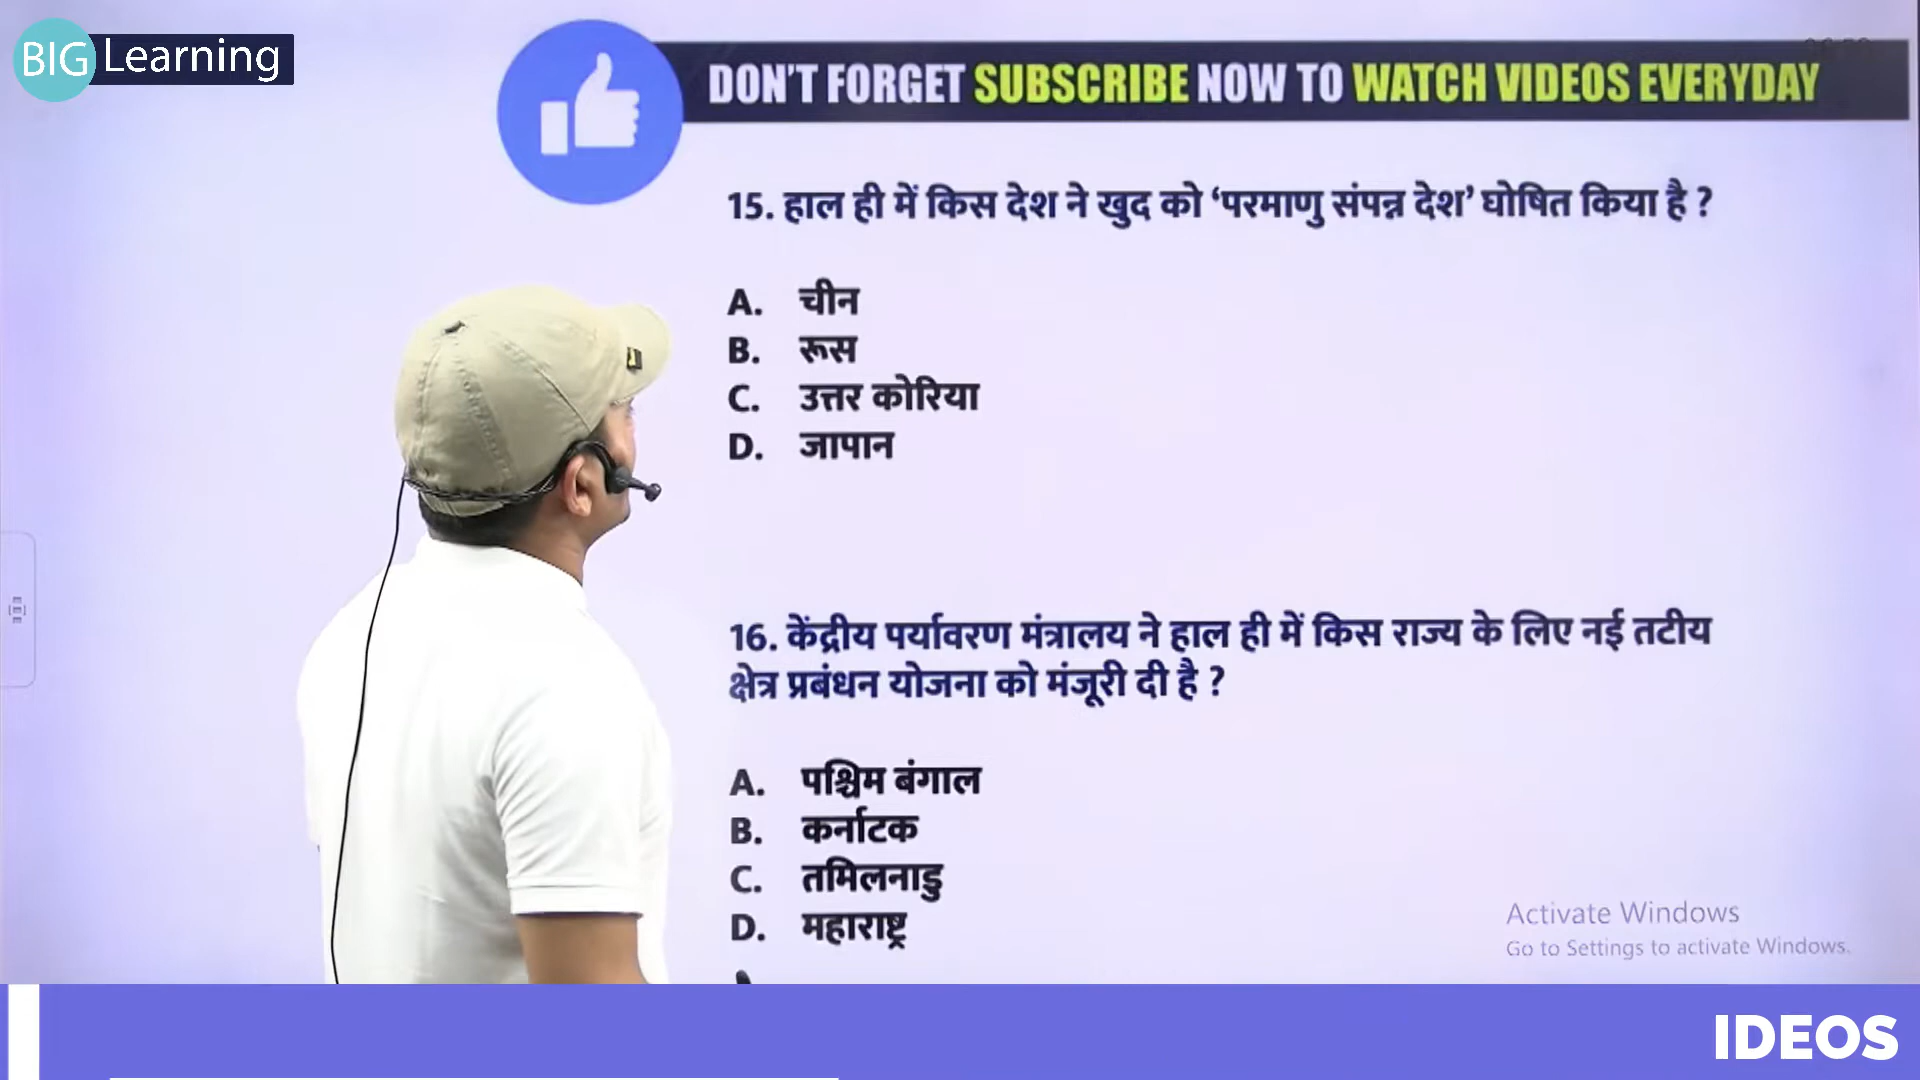 BIG Learning
DON'T FORGET SUBSCRIBE NOW TO WATCH VIDEOS EVERYDAY
15. हाल ही में किस देश ने खुद को ‘परमाणु संपन्न देश’ घोषित किया है ?
A. चीन
B. रूस
C. उत्तर कोरिया
D. जापान
16. केंद्रीय पर्यावरण मंत्रालय ने हाल ही में किस राज्य के लिए नई तटीय
क्षेत्र प्रबंधन योजना को मंजूरी दी है ?
A. पश्चिम बंगाल
B. कर्नाटक
C. तमिलनाडु
D. महाराष्ट्र
Activate Windows
Go to Settings to activate Windows.
IDEOS